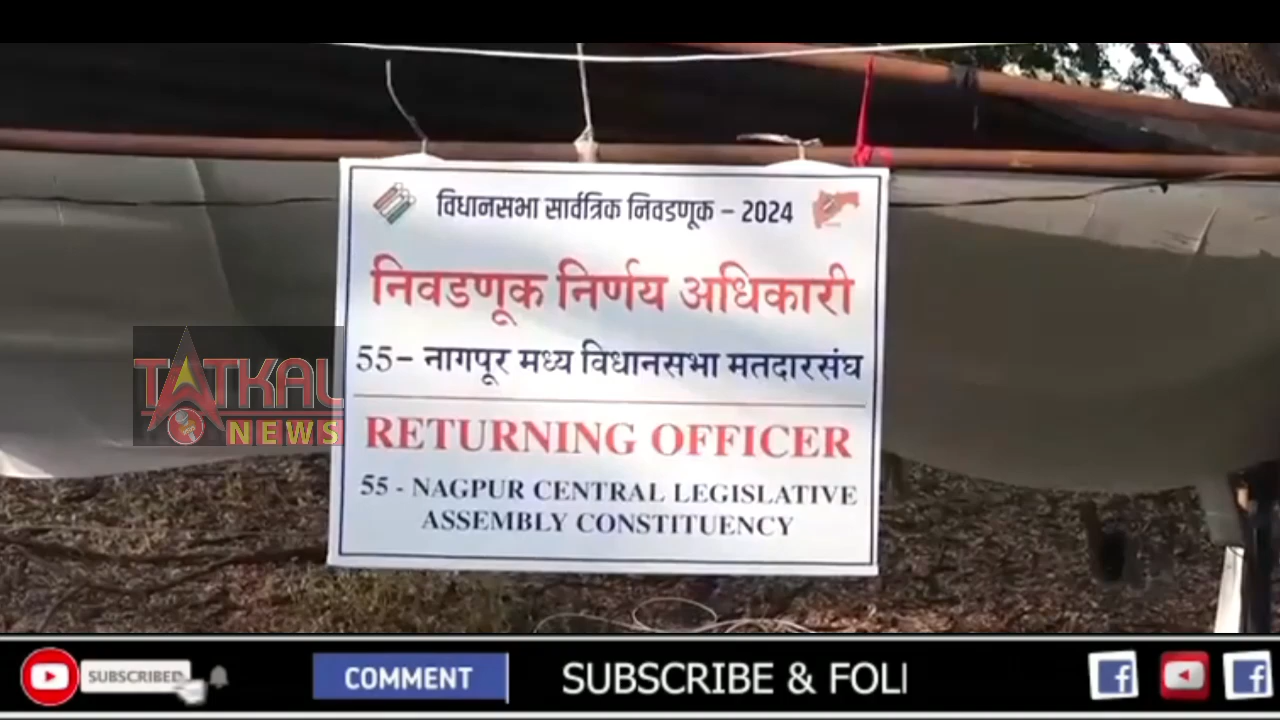 विधानसभा सार्वत्रिक निवडणूक – 2024
निवडणूक निर्णय अधिकारी
55– नागपूर मध्य विधानसभा मतदारसंघ
RETURNING OFFICER
55 - NAGPUR CENTRAL LEGISLATIVE
ASSEMBLY CONSTITUENCY
TATKAL
NEWS
SUBSCRIBED
COMMENT
SUBSCRIBE & FOLL